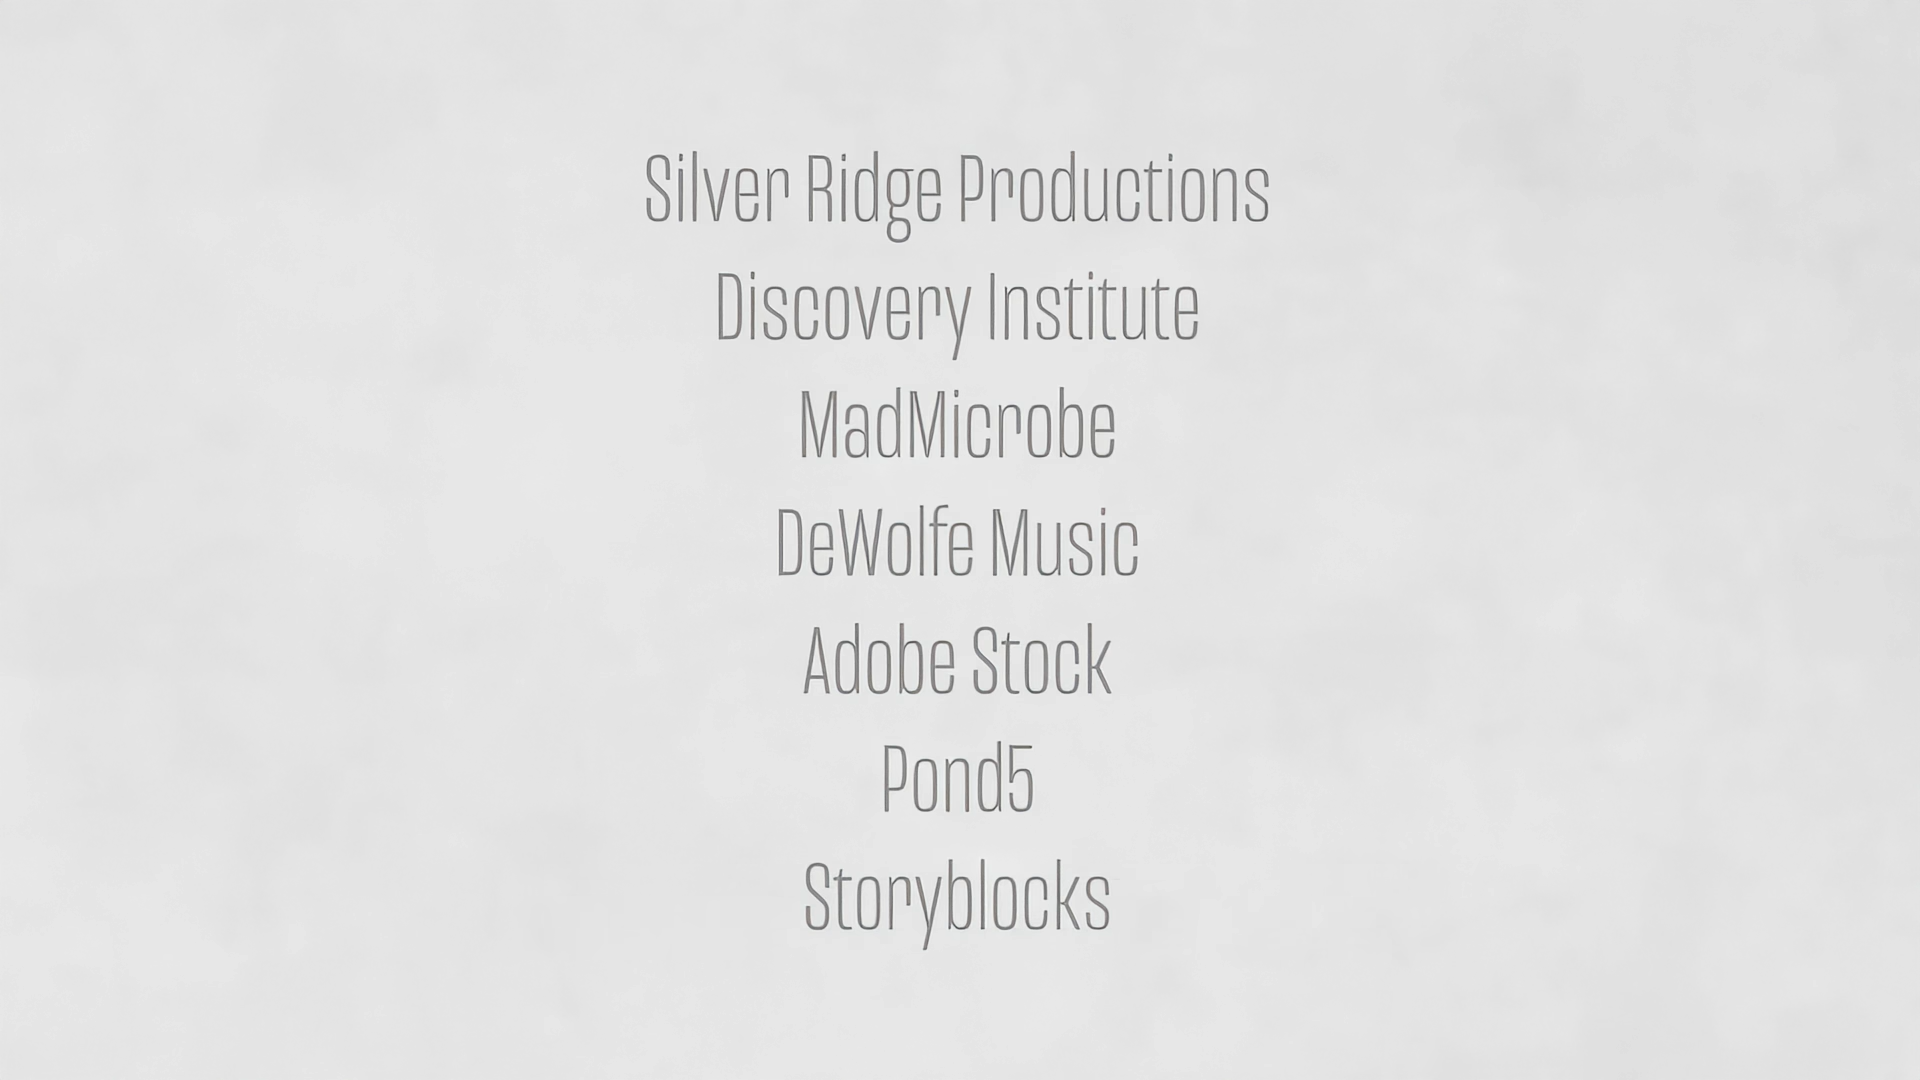 Silver Ridge Productions
Discovery Institute
MadMicrobe
DeWolfe Music
Adobe Stock
Pond5
Storyblocks